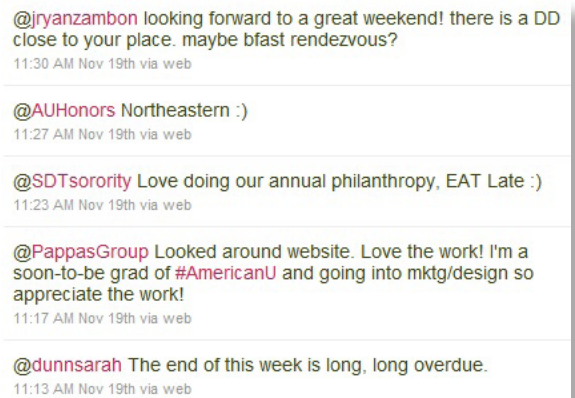 @jryanzambon looking forward to a great weekend! there is a DD
close to your place. maybe bfast rendezvous?
11:30 AM Nov 19th via web
@AUHonors Northeastern :)
11:27 AM Nov 19th via web
@SDTsorority Love doing our annual philanthropy, EAT Late :)
11:23 AM Nov 19th via web
@PappasGroup Looked around website. Love the work! I'm a
soon-to-be grad of #AmericanU and going into mktg/design so
appreciate the work!
11:17 AM Nov 19th via web
@dunnsarah The end of this week is long, long overdue.
11:13 AM Nov 19th via web